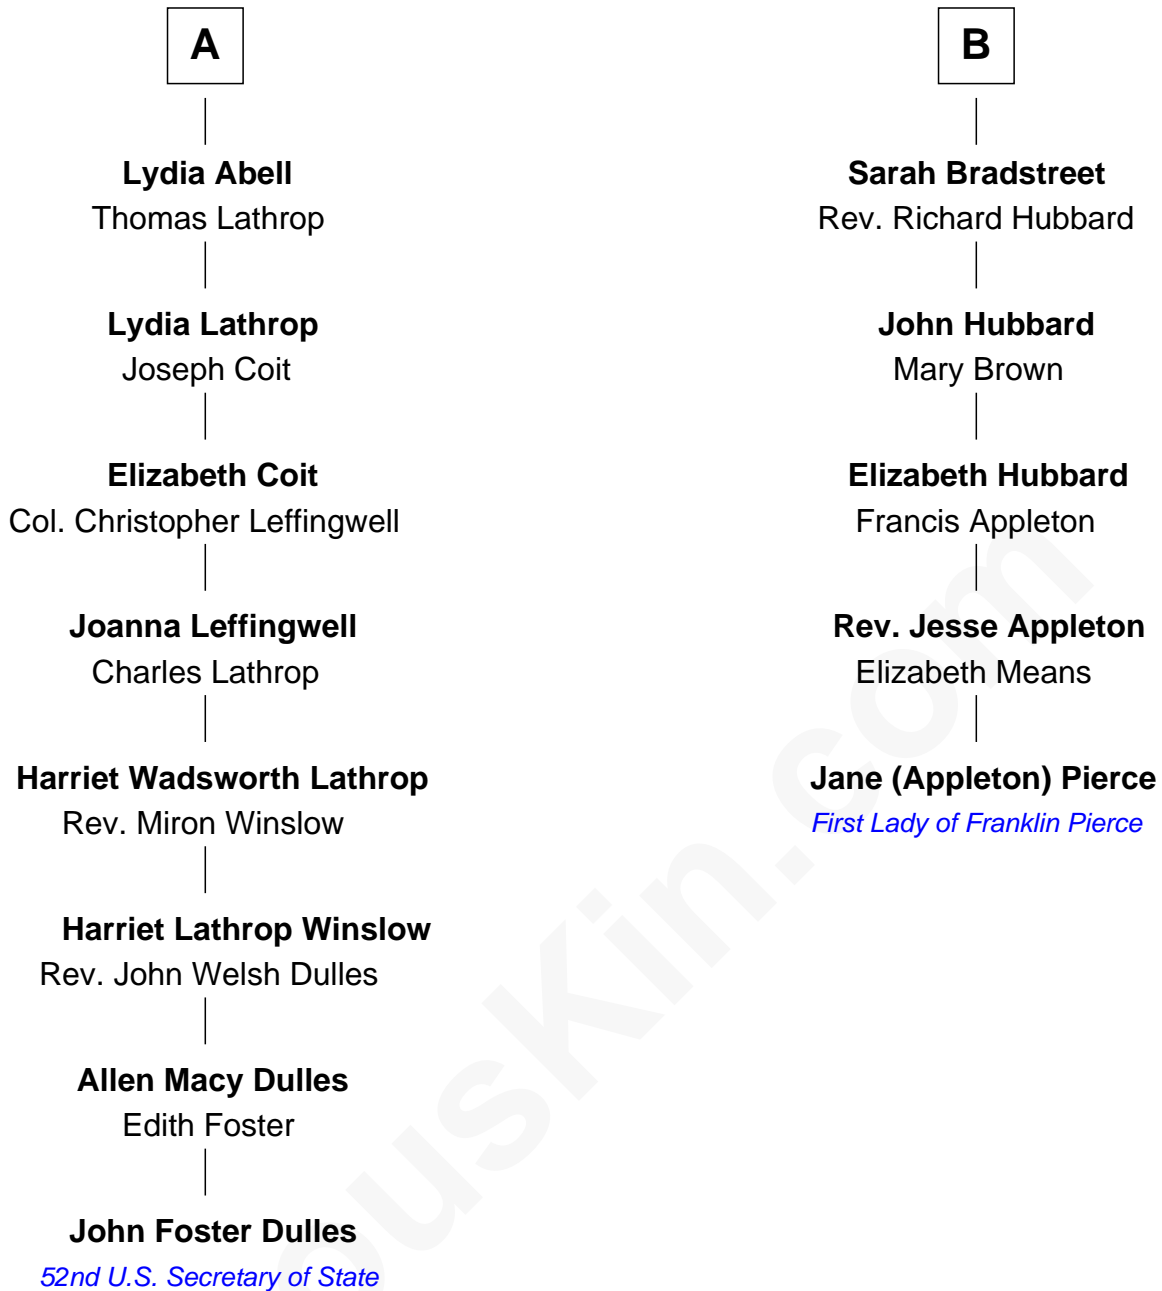 A
Lydia Abell
Thomas Lathrop
Lydia Lathrop
Joseph Coit
Elizabeth Coit
Col. Christopher Leffingwell
Joanna Leffingwell
Charles Lathrop
Harriet Wadsworth Lathrop
Rev. Miron Winslow
Harriet Lathrop Winslow
Rev. John Welsh Dulles
Allen Macy Dulles
Edith Foster
John Foster Dulles
52nd U.S. Secretary of State
B
Sarah Bradstreet
Rev. Richard Hubbard
John Hubbard
Mary Brown
Elizabeth Hubbard
Francis Appleton
Rev. Jesse Appleton
Elizabeth Means
Jane (Appleton) Pierce
First Lady of Franklin Pierce
ousKin.com